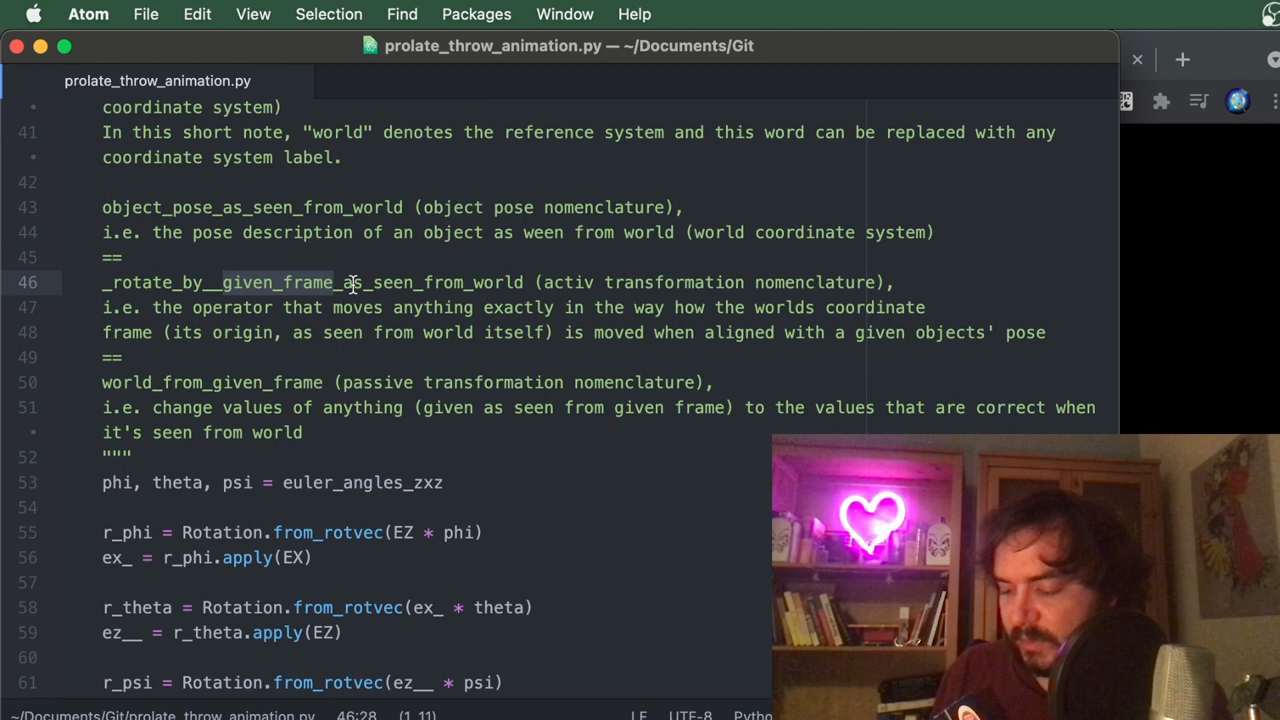 Atom File Edit View Selection Find Packages Window Help
prolate_throw_animation.py — ~/Documents/Git
prolate_throw_animation.py
coordinate system)
41 In this short note, "world" denotes the reference system and this word can be replaced with any
coordinate system label.
42
43 object_pose_as_seen_from_world (object pose nomenclature),
44 i.e. the pose description of an object as ween from world (world coordinate system)
45 ==
46 _rotate_by__given_frame_as_seen_from_world (activ transformation nomenclature),
47 i.e. the operator that moves anything exactly in the way how the worlds coordinate
48 frame (its origin, as seen from world itself) is moved when aligned with a given objects' pose
49 ==
50 world_from_given_frame (passive transformation nomenclature),
51 i.e. change values of anything (given as seen from given frame) to the values that are correct when
it's seen from world
52 """
53 phi, theta, psi = euler_angles_zxz
54
55 r_phi = Rotation.from_rotvec(EZ * phi)
56 ex_ = r_phi.apply(EX)
57
58 r_theta = Rotation.from_rotvec(ex_ * theta)
59 ez__ = r_theta.apply(EZ)
60
61 r_psi = Rotation.from_rotvec(ez__ * psi)
~/Documents/Git/prolate_throw_animation.py 46:28 (1, 11) LF UTF-8 Python